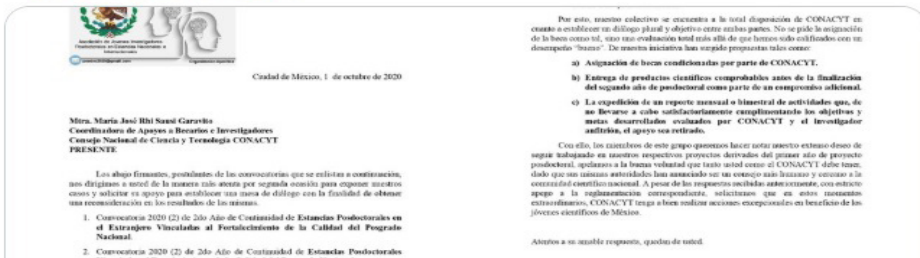 Asociación de Jóvenes Investigadores
Posdoctorales en Estancias Nacionales e
Internacionales
Ciudad de México, 1 de octubre de 2020
Mtra. María José Rhi Sausi Garavito
Coordinadora de Apoyos a Becarios e Investigadores
Consejo Nacional de Ciencia y Tecnología CONACYT
PRESENTE
Los abajo firmantes, postulantes de las convocatorias que se enlistan a continuación,
nos dirigimos a usted de la manera más atenta por segunda ocasión para exponer nuestros
casos y solicitar su apoyo para establecer una mesa de diálogo con la finalidad de obtener
una reconsideración en los resultados de las mismas.
1. Convocatoria 2020 (2) de 2do Año de Continuidad de Estancias Posdoctorales en
el Extranjero Vinculadas al Fortalecimiento de la Calidad del Posgrado
Nacional.
2. Convocatoria 2020 (2) de 2do Año de Continuidad de Estancias Posdoctorales
Por esto, nuestro colectivo se encuentra a la total disposición de CONACYT en
cuanto a establecer un diálogo plural y objetivo entre ambas partes. No se pide la asignación
de la beca como tal, sino una evaluación total más allá de que hemos sido calificados con un
desempeño "bueno". De nuestra iniciativa han surgido propuestas tales como:
a) Asignación de becas condicionadas por parte de CONACYT.
b) Entrega de productos científicos comprobables antes de la finalización
del segundo año de posdoctoral como parte de un compromiso adicional.
c) La expedición de un reporte mensual o bimestral de actividades que, de
no llevarse a cabo satisfactoriamente cumplimentando los objetivos y
metas desarrollados evaluados por CONACYT y el investigador
anfitrión, el apoyo sea retirado.
Con ello, los miembros de este grupo queremos hacer notar nuestro extenso deseo de
seguir trabajando en nuestros respectivos proyectos derivados del primer año de proyecto
posdoctoral, apelamos a la buena voluntad que tanto usted como el CONACYT debe tener,
dado que sus mismas autoridades han anunciado ser un consejo más humano y cercano a la
comunidad científica nacional. A pesar de las respuestas recibidas anteriormente, con estricto
apego a la reglamentación correspondiente, solicitamos que en estos momentos
extraordinarios, CONACYT tenga a bien realizar acciones excepcionales en beneficio de los
jóvenes científicos de México.
Atentos a su amable respuesta, quedan de usted.